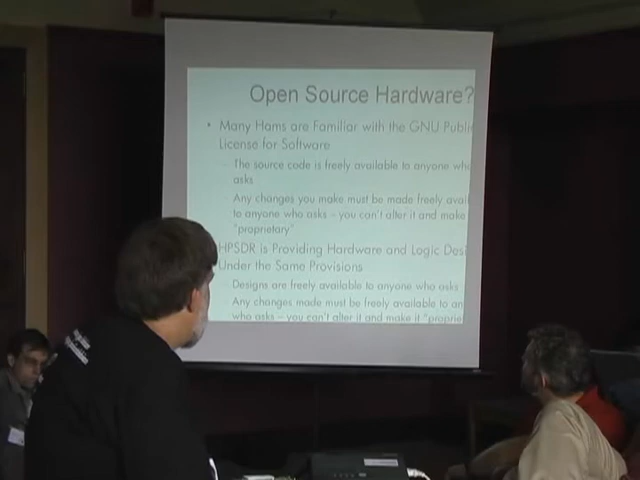 Open Source Hardware?
• Many Hams are Familiar with the GNU Publi
License for Software
– The source code is freely available to anyone who
asks
– Any changes you make must be made freely avail
to anyone who asks – you can't alter it and make
"proprietary"
HPSDR is Providing Hardware and Logic Desi
Under the Same Provisions
– Designs are freely available to anyone who asks
– Any changes made must be freely available to an
who asks – you can't alter it and make it "proprie